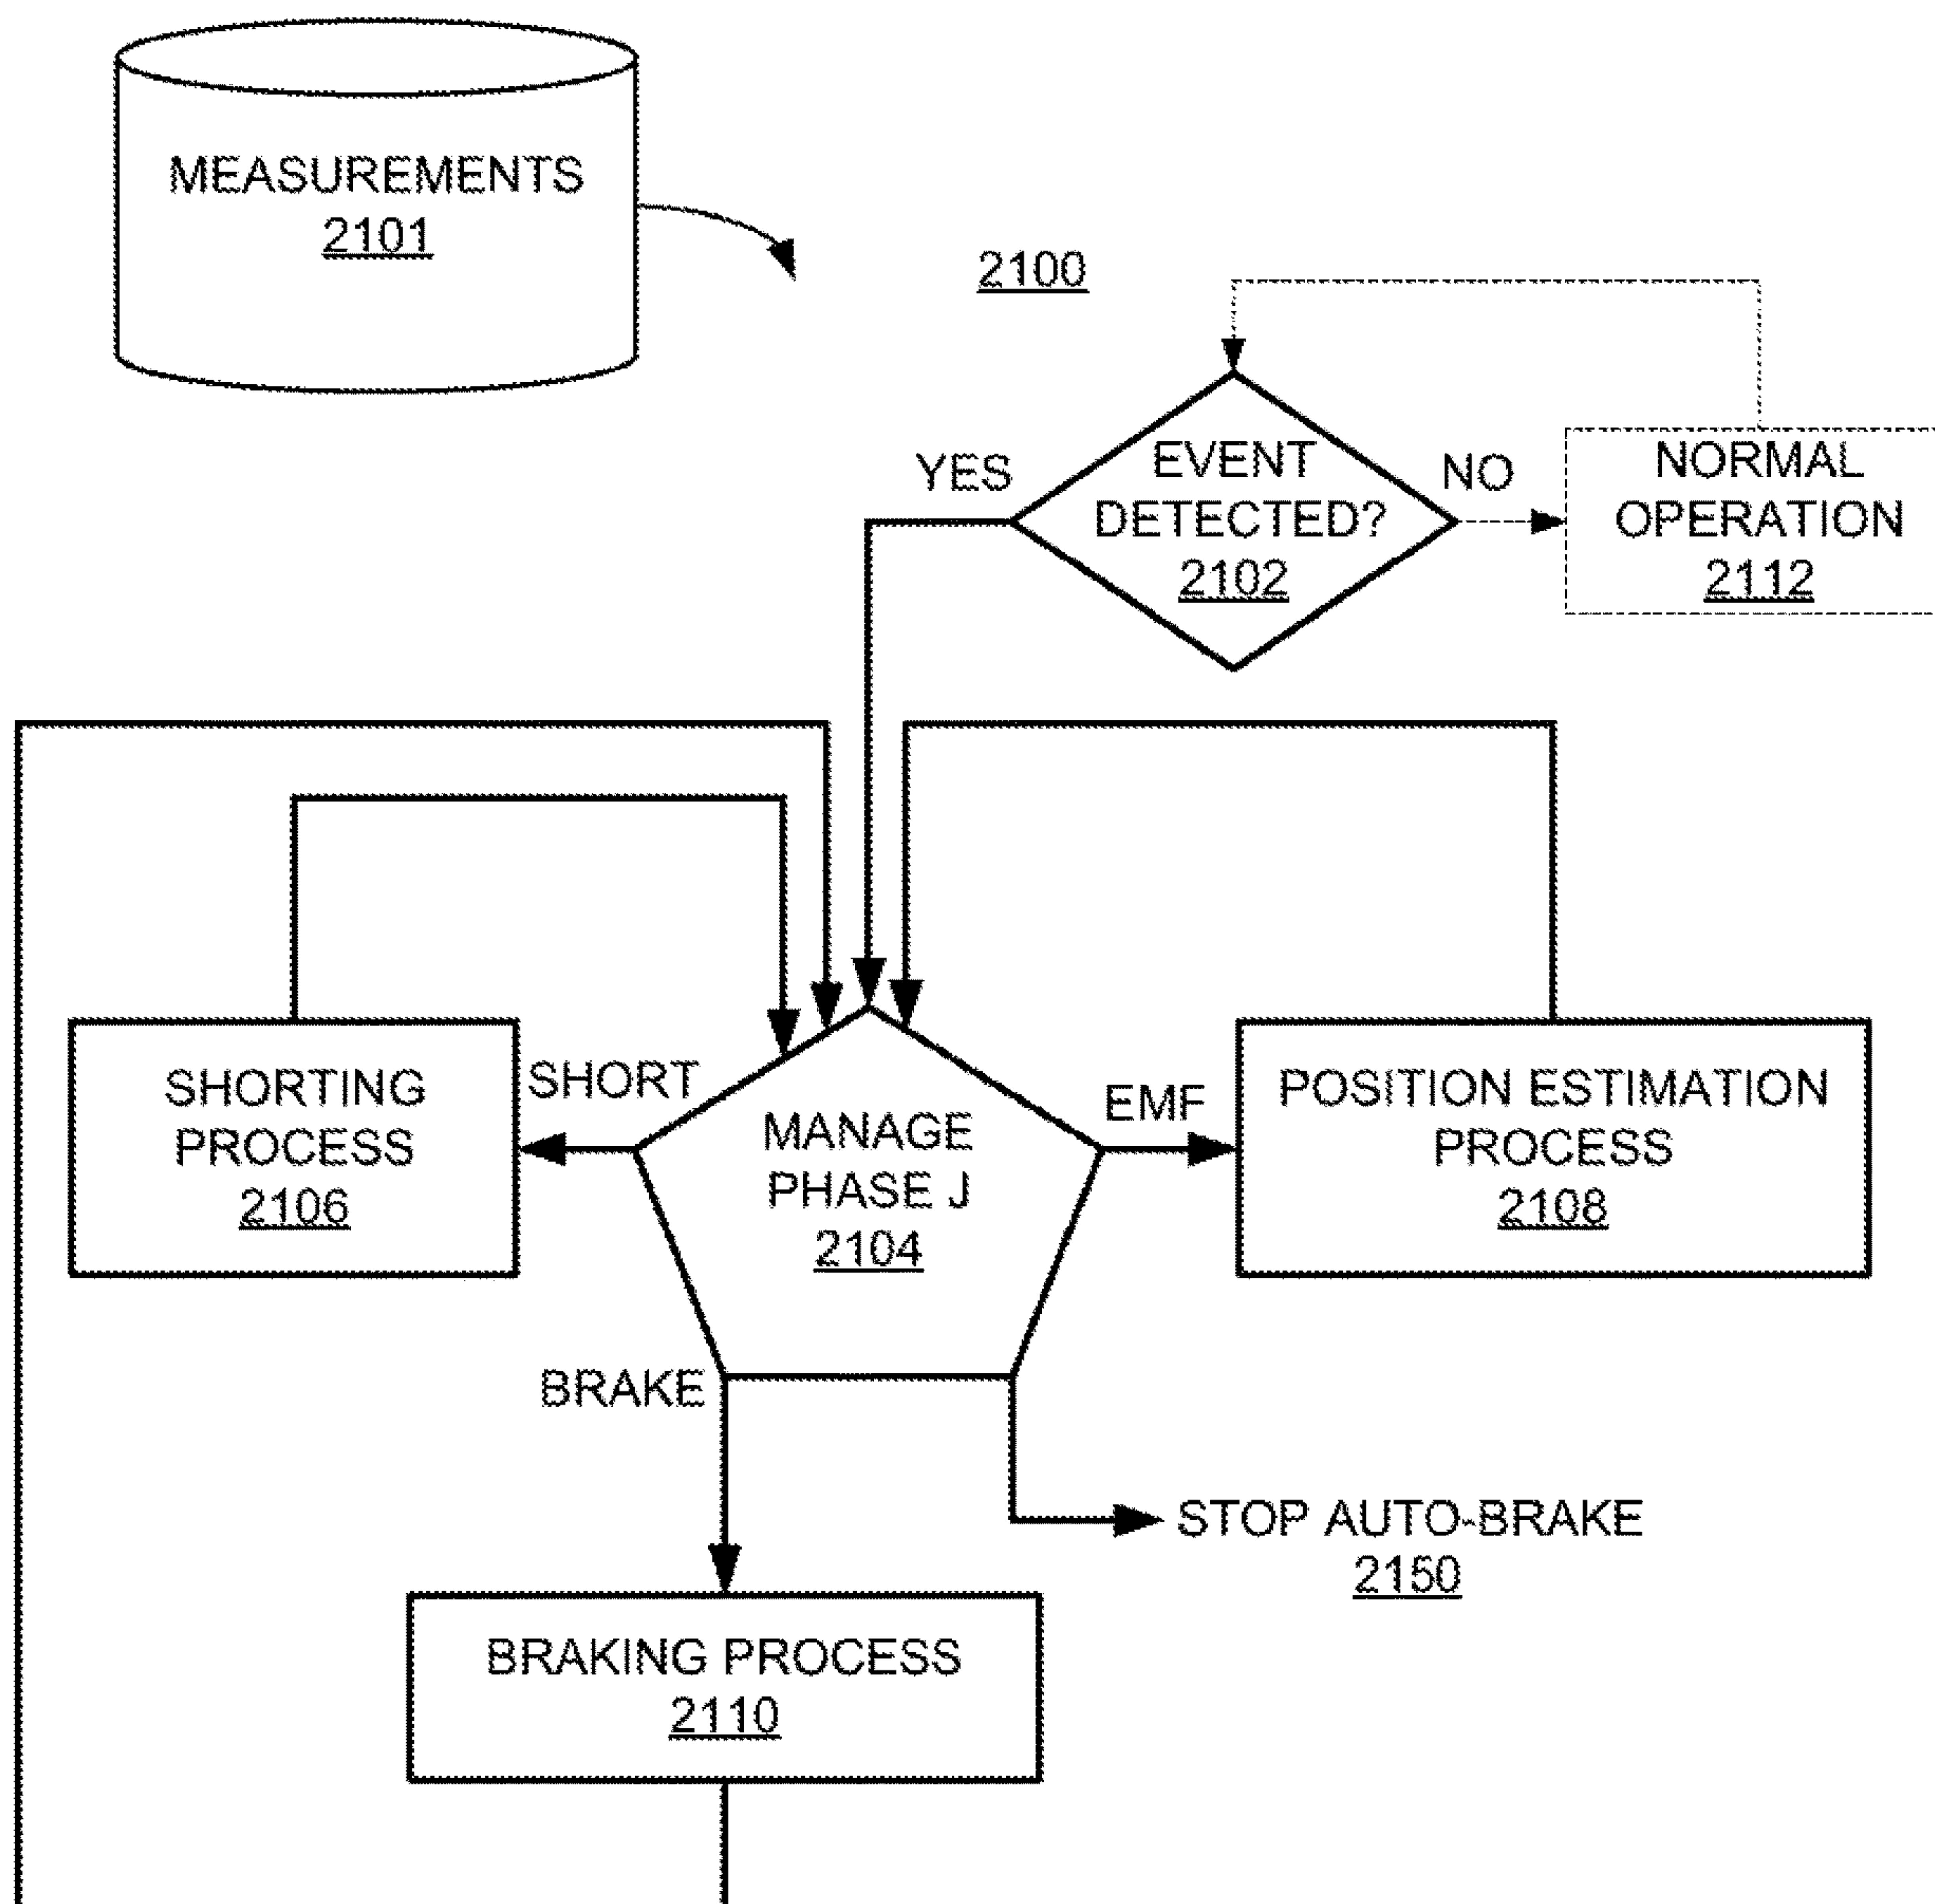 MEASUREMENTS
2101
2100
YES
EVENT
DETECTED?
2102
NO
NORMAL
OPERATION
2112
SHORTING
PROCESS
2106
SHORT
MANAGE
PHASE J
2104
EMF
POSITION ESTIMATION
PROCESS
2108
BRAKE
STOP AUTO-BRAKE
2150
BRAKING PROCESS
2110